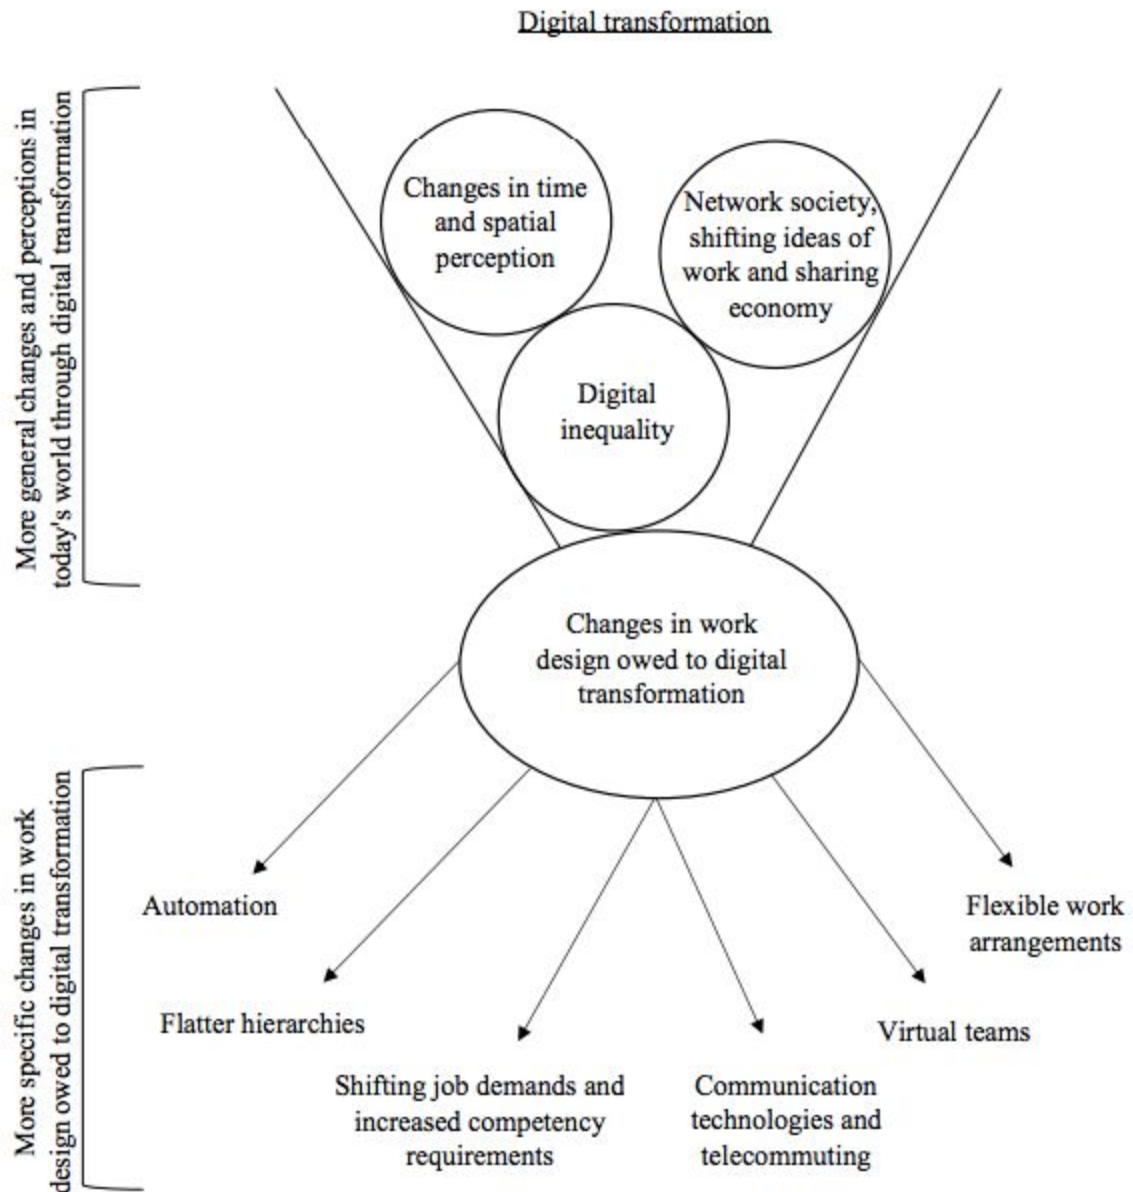 Digital transformation
More general changes and perceptions in
today's world through digital transformation
Changes in time
and spatial
perception
Network society,
shifting ideas of
work and sharing
economy
Digital
inequality
Changes in work
design owed to digital
transformation
More specific changes in work
design owed to digital transformation
Automation
Flatter hierarchies
Shifting job demands and
increased competency
requirements
Communication
technologies and
telecommuting
Virtual teams
Flexible work
arrangements